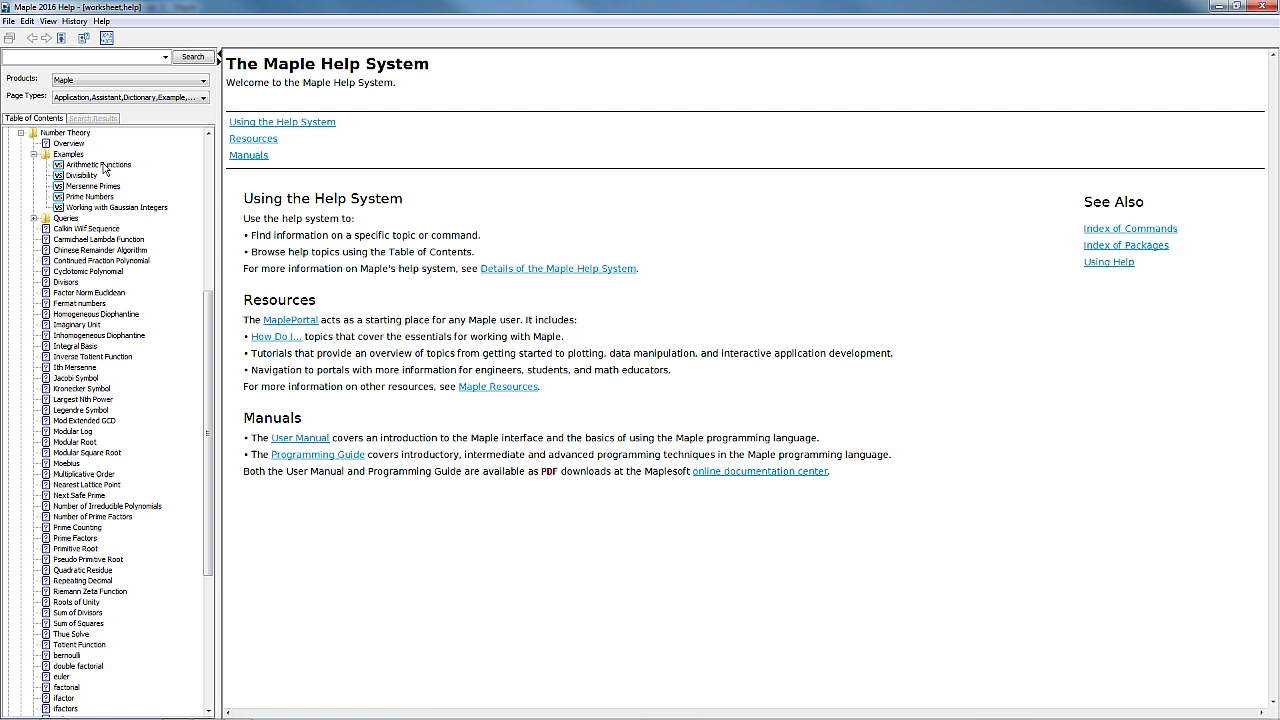 Maple 2016 Help - [worksheet,help]
File Edit View History Help
Search
Products: Maple
Page Types: Application,Assistant,Dictionary,Example,...
Table of Contents Search Results
Number Theory
Overview
Examples
Arithmetic Functions
Divisibility
Mersenne Primes
Prime Numbers
Working with Gaussian Integers
Queries
Calkin Wilf Sequence
Carmichael Lambda Function
Chinese Remainder Algorithm
Continued Fraction Polynomial
Cyclotomic Polynomial
Divisors
Factor Norm Euclidean
Fermat numbers
Homogeneous Diophantine
Imaginary Unit
Inhomogeneous Diophantine
Integral Basis
Inverse Totient Function
Ith Mersenne
Jacobi Symbol
Kronecker Symbol
Largest Nth Power
Legendre Symbol
Mod Extended GCD
Modular Log
Modular Root
Modular Square Root
Moebius
Multiplicative Order
Nearest Lattice Point
Next Safe Prime
Number of Irreducible Polynomials
Number of Prime Factors
Prime Counting
Prime Factors
Primitive Root
Pseudo Primitive Root
Quadratic Residue
Repeating Decimal
Riemann Zeta Function
Roots of Unity
Sum of Divisors
Sum of Squares
Thue Solve
Totient Function
bernoulli
double factorial
euler
factorial
ifactor
ifactors
The Maple Help System
Welcome to the Maple Help System.
Using the Help System
Resources
Manuals
Using the Help System
Use the help system to:
• Find information on a specific topic or command.
• Browse help topics using the Table of Contents.
For more information on Maple's help system, see Details of the Maple Help System.
Resources
The MaplePortal acts as a starting place for any Maple user. It includes:
• How Do I... topics that cover the essentials for working with Maple.
• Tutorials that provide an overview of topics from getting started to plotting, data manipulation, and interactive application development.
• Navigation to portals with more information for engineers, students, and math educators.
For more information on other resources, see Maple Resources.
Manuals
• The User Manual covers an introduction to the Maple interface and the basics of using the Maple programming language.
• The Programming Guide covers introductory, intermediate and advanced programming techniques in the Maple programming language.
Both the User Manual and Programming Guide are available as PDF downloads at the Maplesoft online documentation center.
See Also
Index of Commands
Index of Packages
Using Help